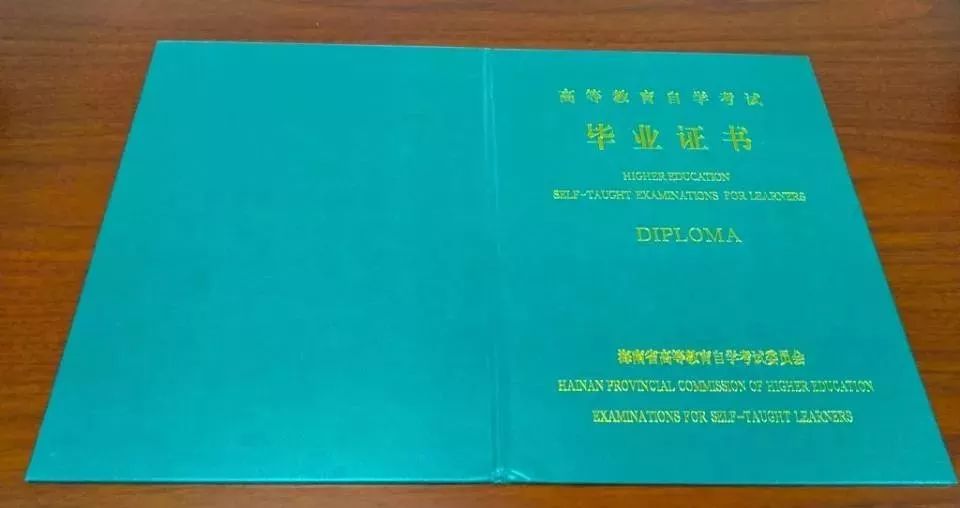 高等教育自学考试
毕业证书
HIGHER EDUCATION
SELF-TAUGHT EXAMINATIONS FOR LEARNERS
DIPLOMA
海南省高等教育自学考试委员会
HAINAN PROVINCIAL COMMISSION OF HIGHER EDUCATION
EXAMINATIONS FOR SELF-TAUGHT LEARNERS